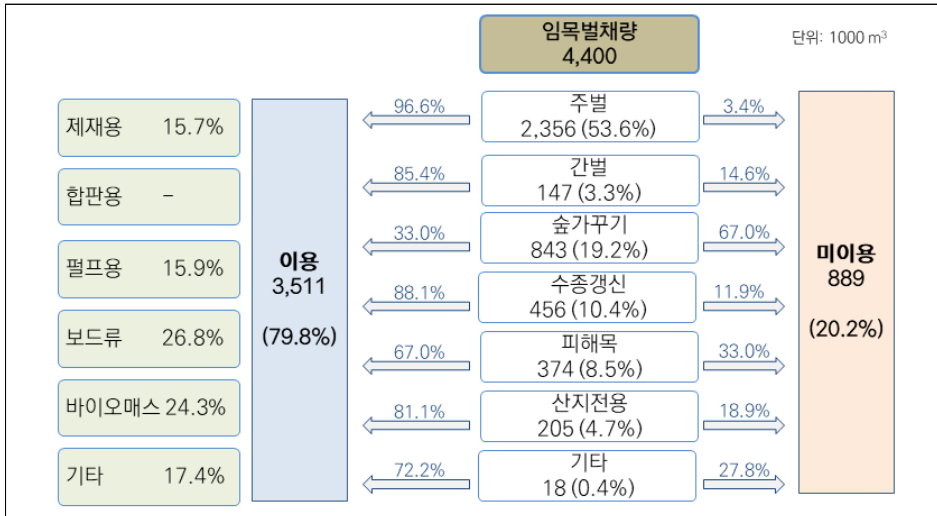 임목벌채량
4,400
단위: 1000 m³
제재용 15.7%
합판용 –
펄프용 15.9%
보드류 26.8%
바이오매스 24.3%
기타 17.4%
이용
3,511
(79.8%)
96.6%
주벌
2,356 (53.6%)
3.4%
85.4%
간벌
147 (3.3%)
14.6%
33.0%
숲가꾸기
843 (19.2%)
67.0%
88.1%
수종갱신
456 (10.4%)
11.9%
67.0%
피해목
374 (8.5%)
33.0%
81.1%
산지전용
205 (4.7%)
18.9%
72.2%
기타
18 (0.4%)
27.8%
미이용
889
(20.2%)